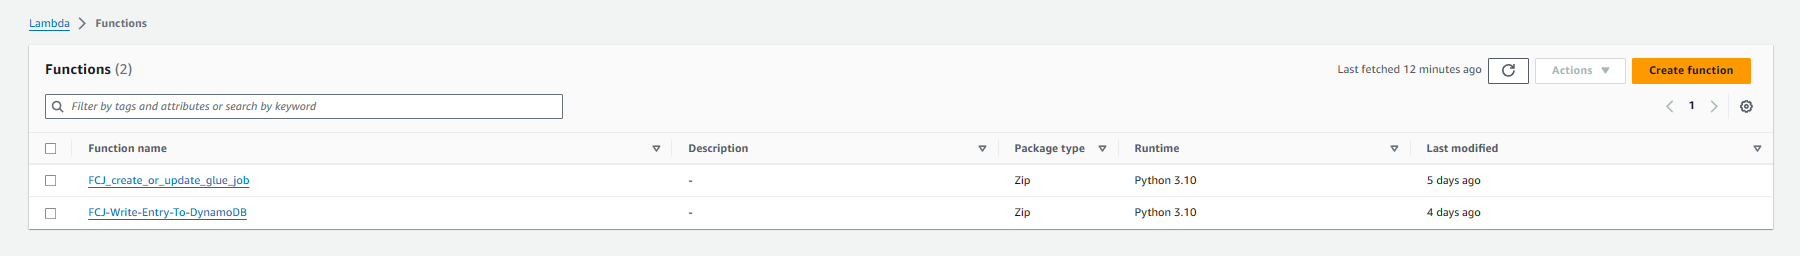 Lambda > Functions
Functions (2)
Last fetched 12 minutes ago
Actions
Create function
Filter by tags and attributes or search by keyword
1
Function name Description Package type Runtime Last modified
FCJ_create_or_update_glue_job - Zip Python 3.10 5 days ago
FCJ-Write-Entry-To-DynamoDB - Zip Python 3.10 4 days ago